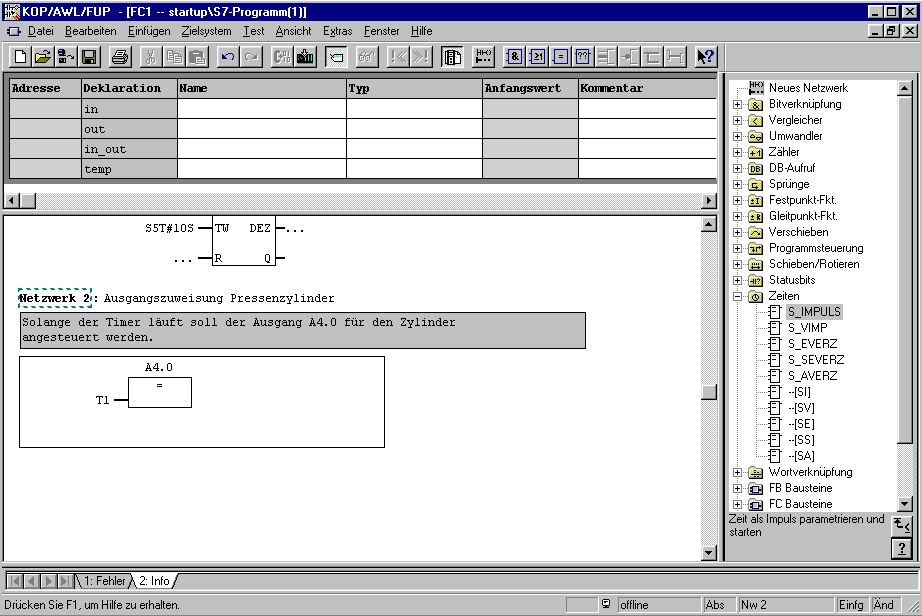 KOP/AWL/FUP - [FC1 -- startup\S7-Programm(1)]
Datei Bearbeiten Einfügen Zielsystem Test Ansicht Extras Fenster Hilfe
Adresse Deklaration Name Typ Anfangswert Kommentar
in
out
in_out
temp
S5T#10S TW DEZ ...
... R Q
Netzwerk 2: Ausgangszuweisung Pressenzylinder
Solange der Timer läuft soll der Ausgang A4.0 für den Zylinder
angesteuert werden.
A4.0
=
T1
Neues Netzwerk
Bitverknüpfung
Vergleicher
Umwandler
Zähler
DB-Aufruf
Sprünge
Festpunkt-Fkt.
Gleitpunkt-Fkt.
Verschieben
Programmsteuerung
Schieben/Rotieren
Statusbits
Zeiten
S_IMPULS
S_VIMP
S_EVERZ
S_SEVERZ
S_AVERZ
--[SI]
--[SV]
--[SE]
--[SS]
--[SA]
Wortverknüpfung
FB Bausteine
FC Bausteine
Zeit als Impuls parametrieren und
starten
1: Fehler 2: Info
Drücken Sie F1, um Hilfe zu erhalten. offline Abs Nw 2 Einfg Änd